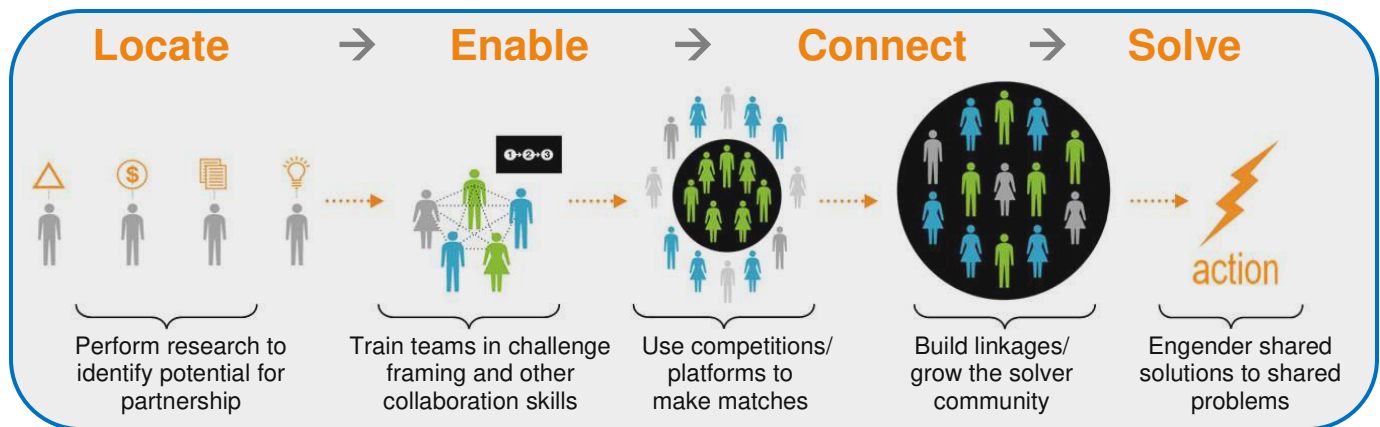 Locate → Enable → Connect → Solve
$
1→2→3
action
Perform research to
identify potential for
partnership
Train teams in challenge
framing and other
collaboration skills
Use competitions/
platforms to
make matches
Build linkages/
grow the solver
community
Engender shared
solutions to shared
problems